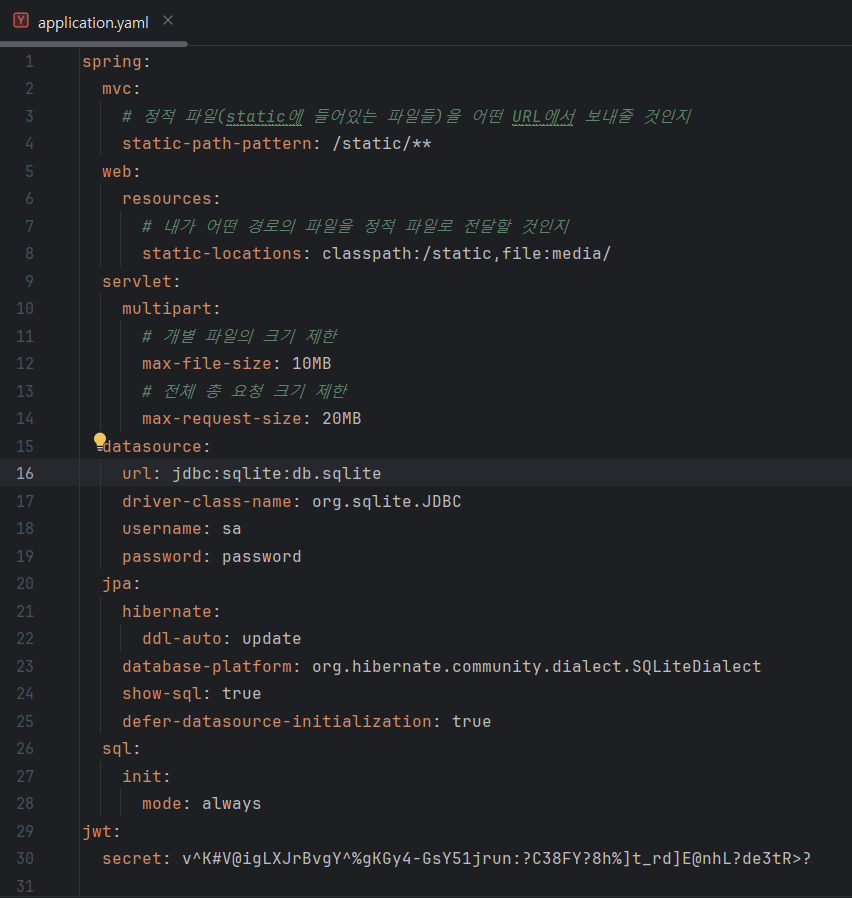 application.yaml
1 spring:
2   mvc:
3     # 정적 파일(static에 들어있는 파일들)을 어떤 URL에서 보내줄 것인지
4     static-path-pattern: /static/**
5   web:
6     resources:
7       # 내가 어떤 경로의 파일을 정적 파일로 전달할 것인지
8       static-locations: classpath:/static,file:media/
9   servlet:
10     multipart:
11       # 개별 파일의 크기 제한
12       max-file-size: 10MB
13       # 전체 총 요청 크기 제한
14       max-request-size: 20MB
15   datasource:
16     url: jdbc:sqlite:db.sqlite
17     driver-class-name: org.sqlite.JDBC
18     username: sa
19     password: password
20   jpa:
21     hibernate:
22       ddl-auto: update
23     database-platform: org.hibernate.community.dialect.SQLiteDialect
24     show-sql: true
25     defer-datasource-initialization: true
26   sql:
27     init:
28       mode: always
29 jwt:
30   secret: v^K#V@igLXJrBvgY^%gKGy4-GsY51jrun:?C38FY?8h%]t_rd]E@nhL?de3tR>?
31